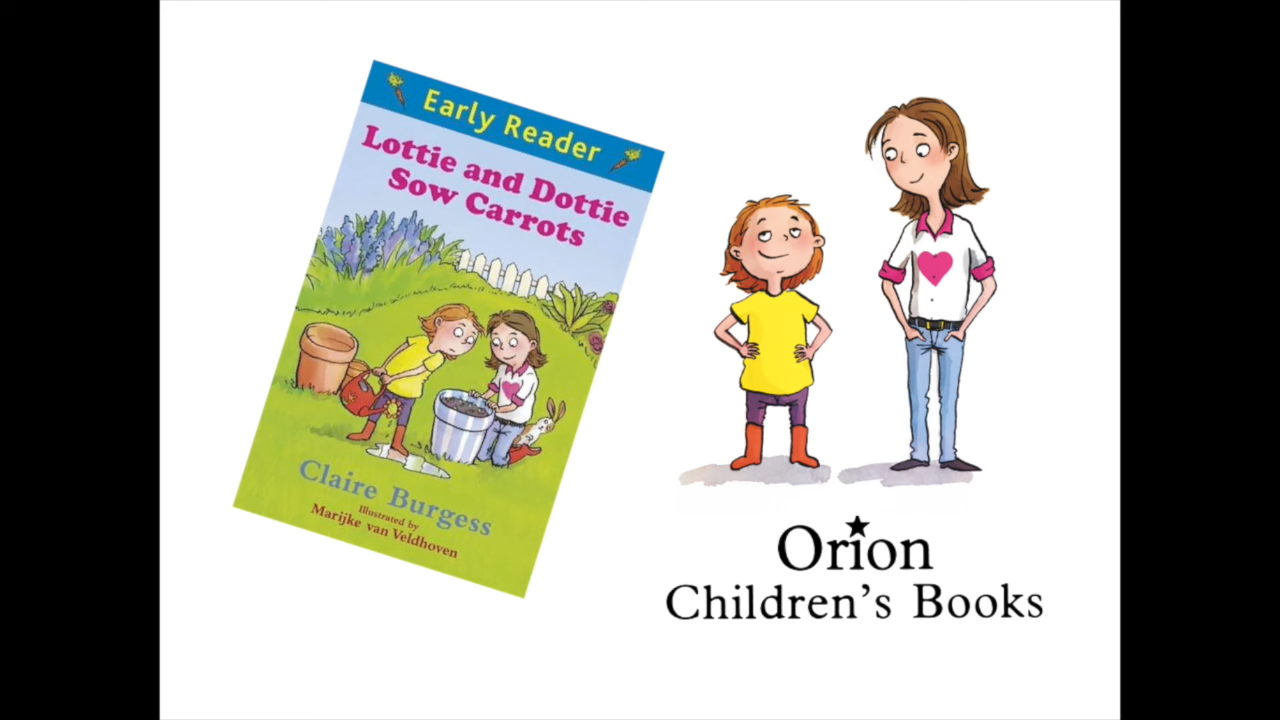 Early Reader
Lottie and Dottie
Sow Carrots
Claire Burgess
Illustrated by
Marijke van Veldhoven
Orion
Children's Books